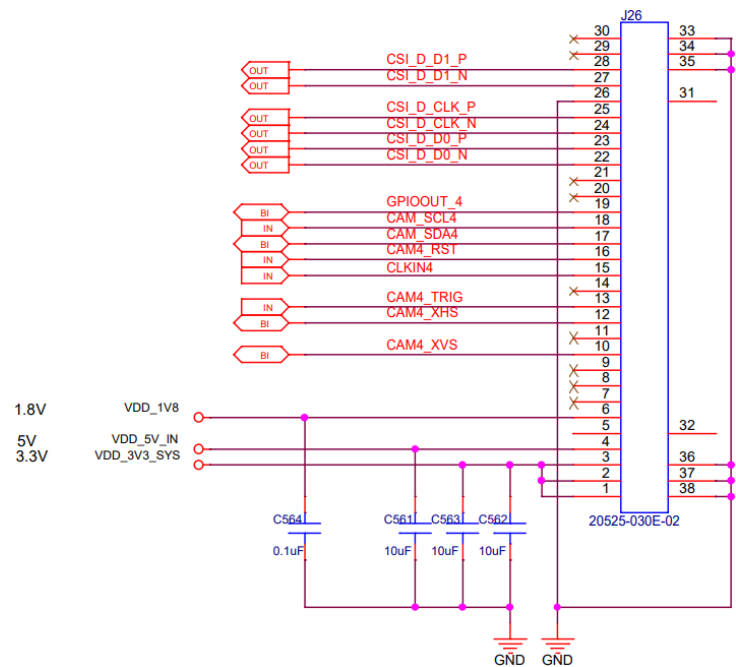 J26
30 33
29 34
CSI_D_D1_P 28 35
OUT
CSI_D_D1_N 27
OUT
26 31
CSI_D_CLK_P 25
OUT
CSI_D_CLK_N 24
OUT
CSI_D_D0_P 23
OUT
CSI_D_D0_N 22
OUT
21
20
GPIOOUT_4 19
BI
CAM_SCL4 18
IN
CAM_SDA4 17
BI
CAM4_RST 16
IN
CLKIN4 15
IN
14
CAM4_TRIG 13
IN
CAM4_XHS 12
BI
11
CAM4_XVS 10
BI
9
8
7
1.8V VDD_1V8 6
5 32
5V VDD_5V_IN 4
3.3V VDD_3V3_SYS 3 36
2 37
1 38
C564 C561 C563 C562 20525-030E-02
0.1uF 10uF 10uF 10uF
GND GND